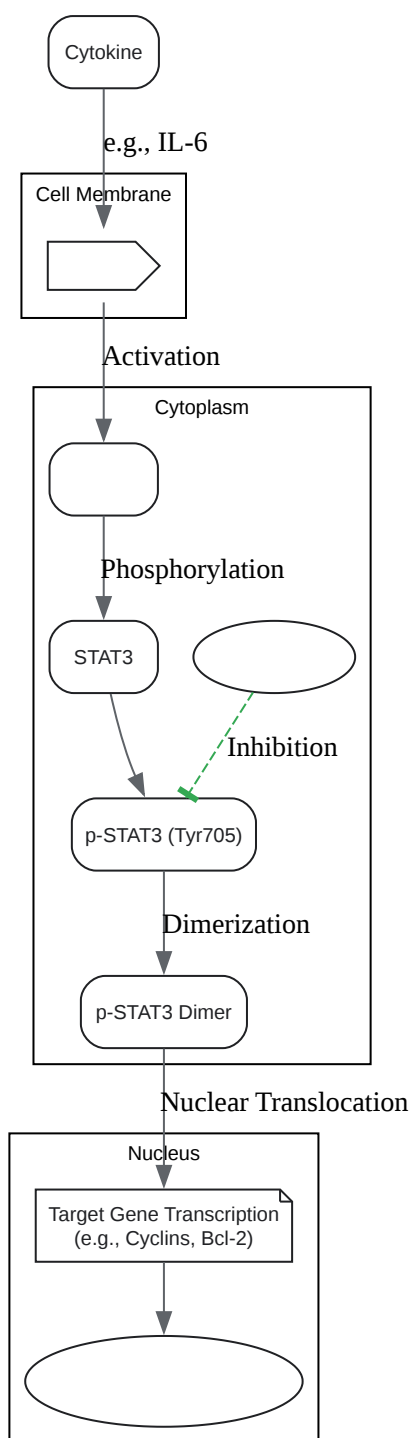 Cytokine
e.g., IL-6
Cell Membrane
Activation
Cytoplasm
Phosphorylation
STAT3
Inhibition
p-STAT3 (Tyr705)
Dimerization
p-STAT3 Dimer
Nuclear Translocation
Nucleus
Target Gene Transcription
(e.g., Cyclins, Bcl-2)